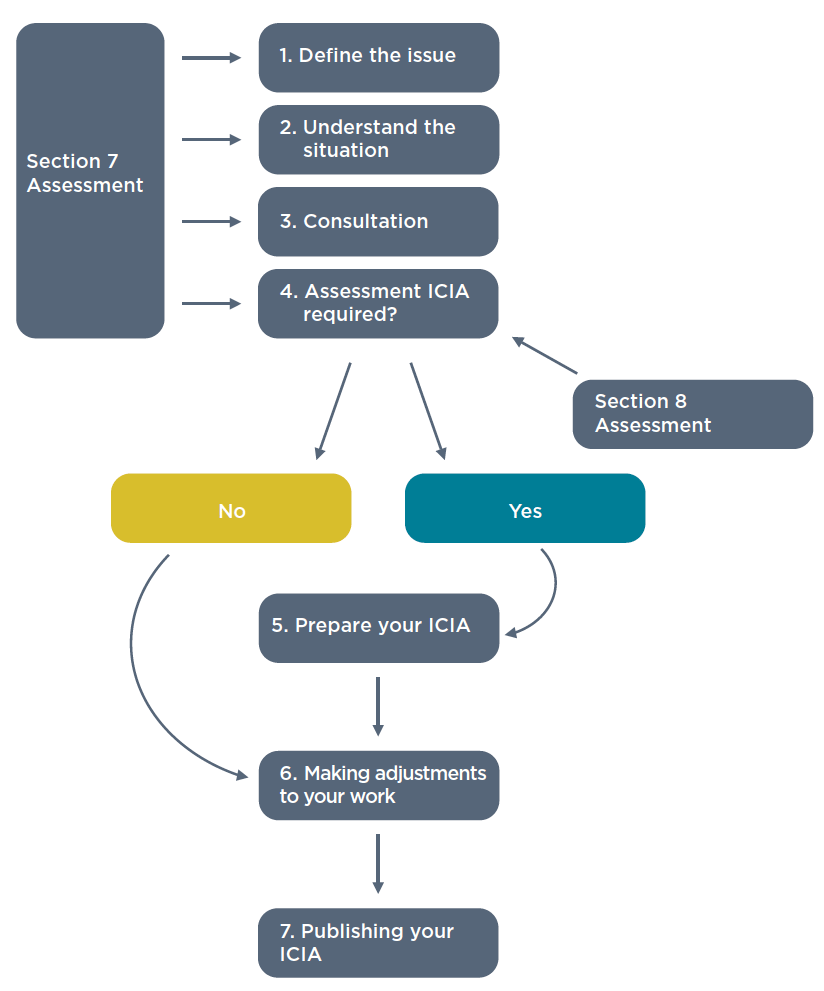 Section 7
Assessment
1. Define the issue
2. Understand the
situation
3. Consultation
4. Assessment ICIA
required?
Section 8
Assessment
No
Yes
5. Prepare your ICIA
6. Making adjustments
to your work
7. Publishing your
ICIA